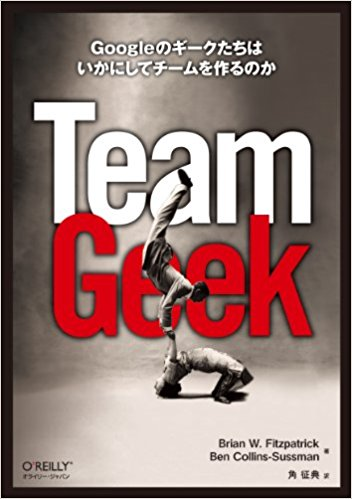 Googleのギークたちは
いかにしてチームを作るのか
Team
Geek
Brian W. Fitzpatrick
Ben Collins-Sussman 著
角 征典 訳
O'REILLY®
オライリー・ジャパン